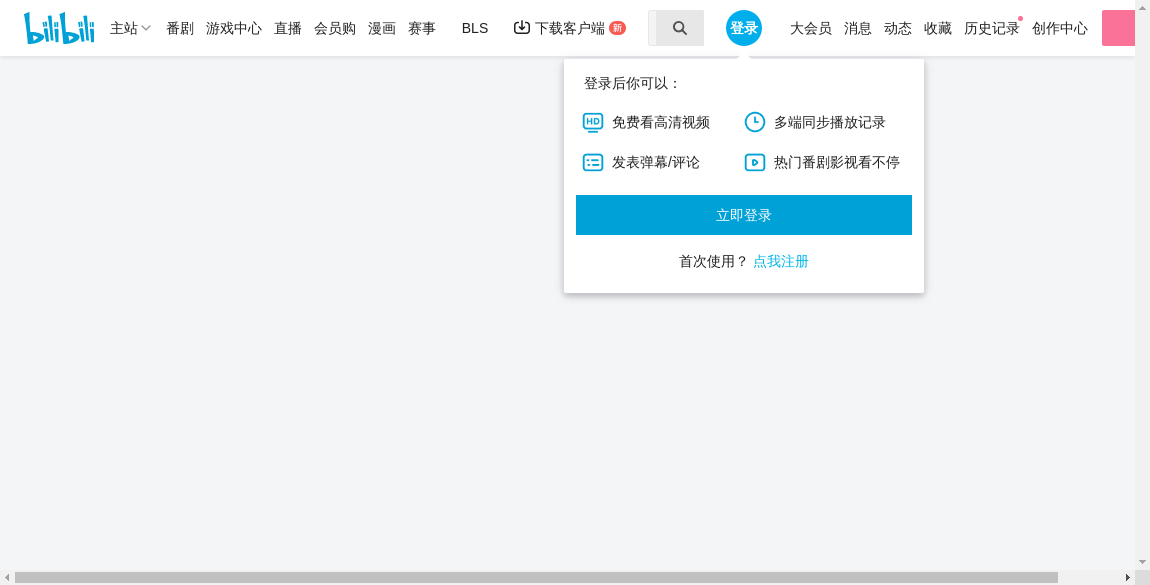 bilibili 主站 番剧 游戏中心 直播 会员购 漫画 赛事 BLS 下载客户端 新 登录 大会员 消息 动态 收藏 历史记录 创作中心
登录后你可以：
HD 免费看高清视频 多端同步播放记录
发表弹幕/评论 热门番剧影视看不停
立即登录
首次使用？ 点我注册